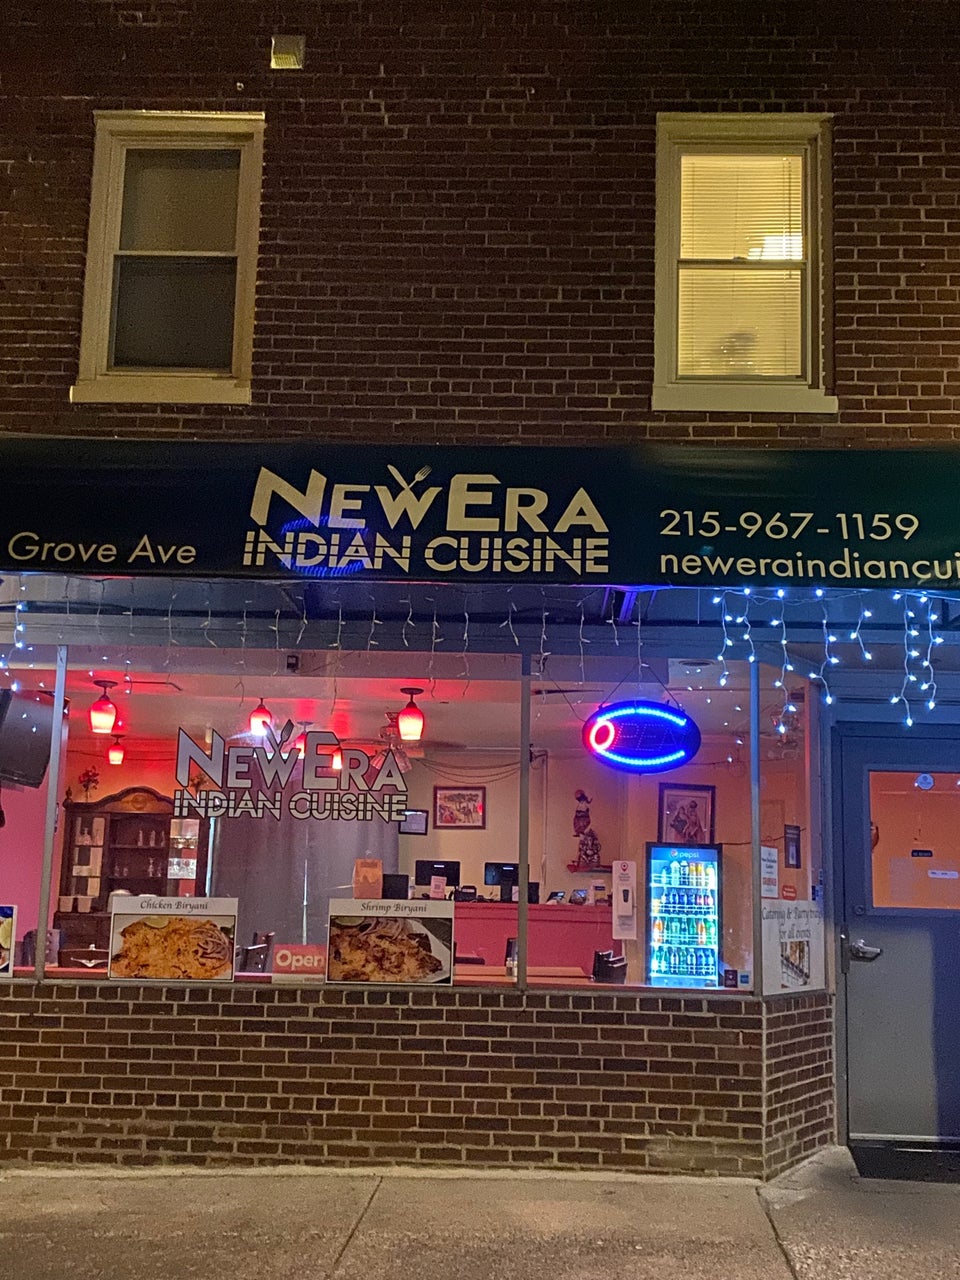 Grove Ave
NEWERA
INDIAN CUISINE
215-967-1159
neweraindiancui
NEWERA
INDIAN CUISINE
pepsi
Chicken Biryani
Open
Shrimp Biryani
Catering & Party trays
for all events